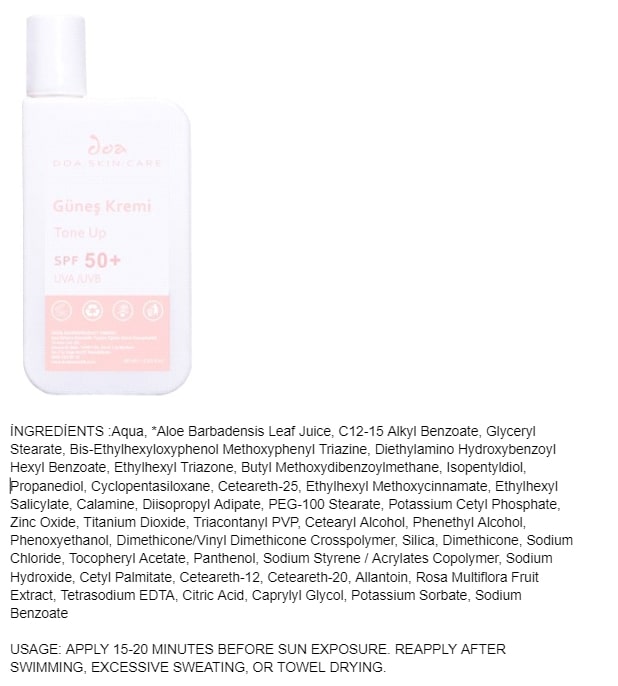 doa
DOA SKIN CARE
Güneş Kremi
Tone Up
SPF 50+
UVA /UVB
İNGREDİENTS :Aqua, *Aloe Barbadensis Leaf Juice, C12-15 Alkyl Benzoate, Glyceryl
Stearate, Bis-Ethylhexyloxyphenol Methoxyphenyl Triazine, Diethylamino Hydroxybenzoyl
Hexyl Benzoate, Ethylhexyl Triazone, Butyl Methoxydibenzoylmethane, Isopentyldiol,
Propanediol, Cyclopentasiloxane, Ceteareth-25, Ethylhexyl Methoxycinnamate, Ethylhexyl
Salicylate, Calamine, Diisopropyl Adipate, PEG-100 Stearate, Potassium Cetyl Phosphate,
Zinc Oxide, Titanium Dioxide, Triacontanyl PVP, Cetearyl Alcohol, Phenethyl Alcohol,
Phenoxyethanol, Dimethicone/Vinyl Dimethicone Crosspolymer, Silica, Dimethicone, Sodium
Chloride, Tocopheryl Acetate, Panthenol, Sodium Styrene / Acrylates Copolymer, Sodium
Hydroxide, Cetyl Palmitate, Ceteareth-12, Ceteareth-20, Allantoin, Rosa Multiflora Fruit
Extract, Tetrasodium EDTA, Citric Acid, Caprylyl Glycol, Potassium Sorbate, Sodium
Benzoate
USAGE: APPLY 15-20 MINUTES BEFORE SUN EXPOSURE. REAPPLY AFTER
SWIMMING, EXCESSIVE SWEATING, OR TOWEL DRYING.